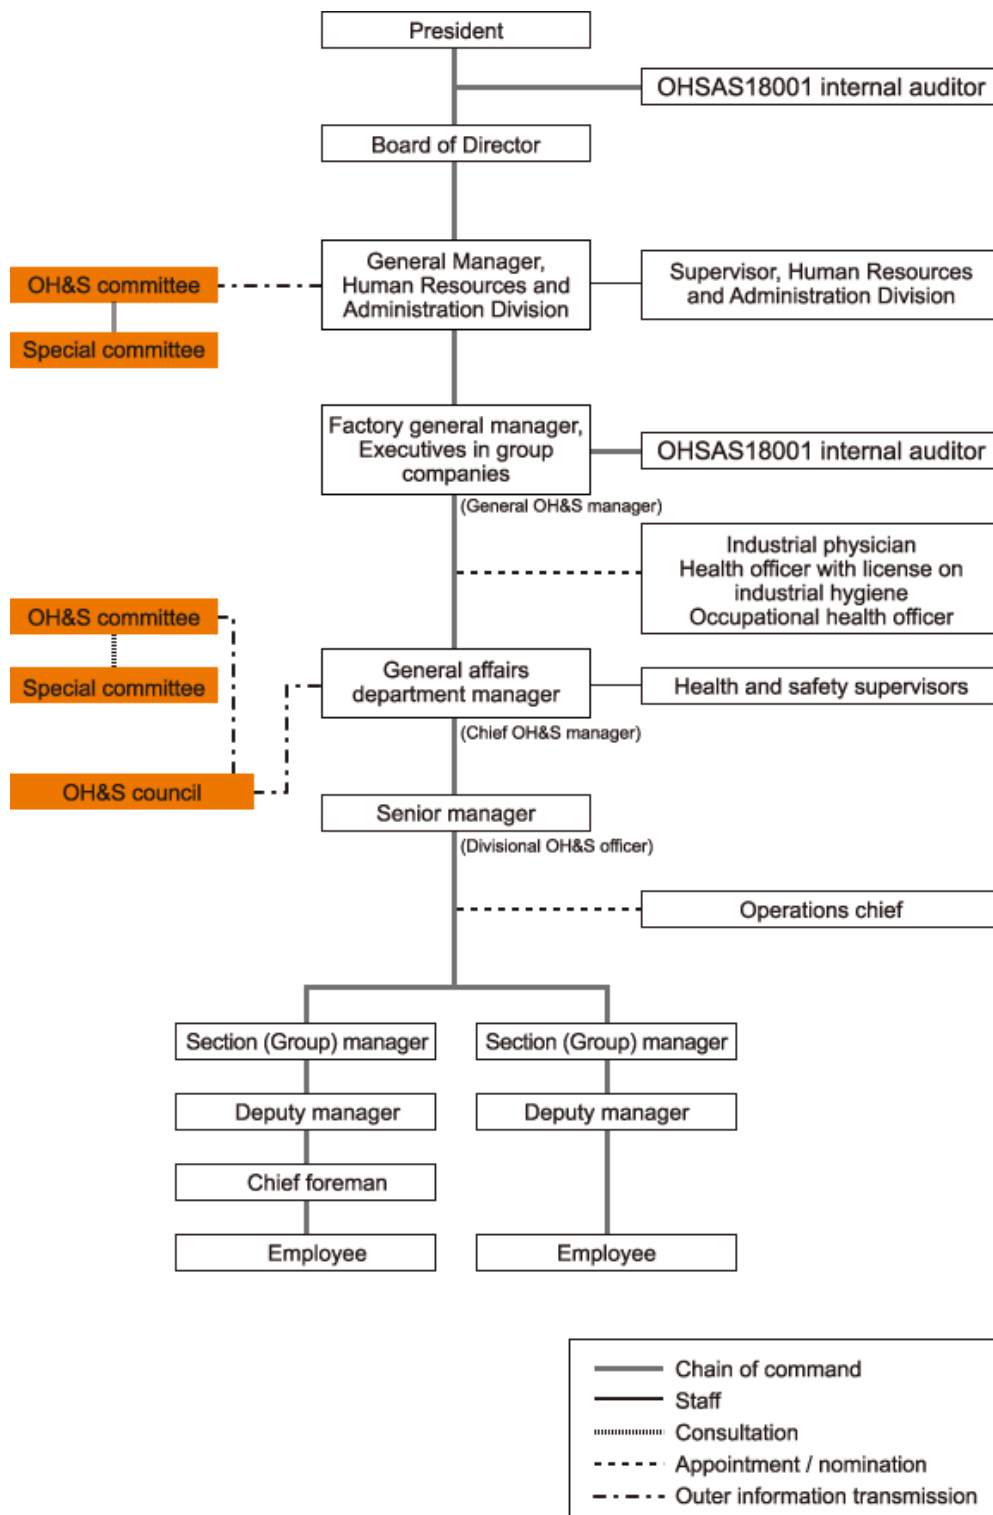 President
OHSAS18001 internal auditor
Board of Director
General Manager,
Human Resources and
Administration Division
OH&S committee
Supervisor, Human Resources
and Administration Division
Special committee
Factory general manager,
Executives in group
companies
OHSAS18001 internal auditor
(General OH&S manager)
Industrial physician
Health officer with license on
industrial hygiene
Occupational health officer
OH&S committee
Special committee
General affairs
department manager
Health and safety supervisors
(Chief OH&S manager)
OH&S council
Senior manager
(Divisional OH&S officer)
Operations chief
Section (Group) manager
Section (Group) manager
Deputy manager
Deputy manager
Chief foreman
Employee
Employee
Chain of command
Staff
Consultation
Appointment / nomination
Outer information transmission